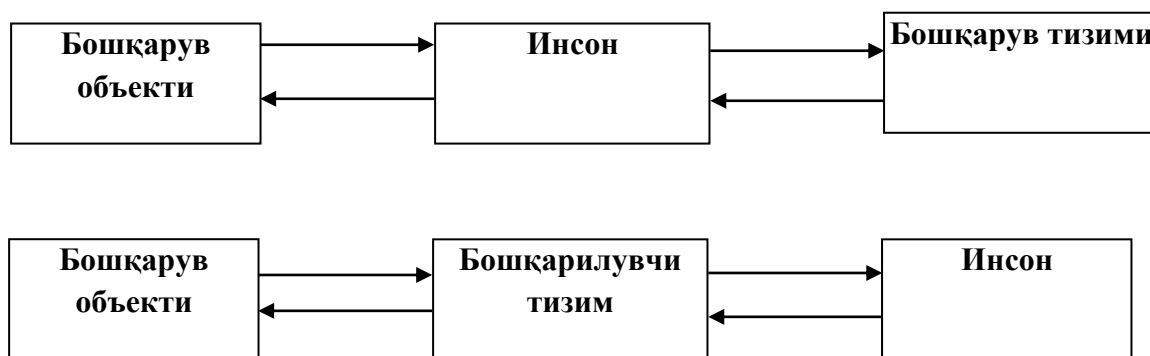 Бошқарув
объекти
Инсон
Бошқарув тизими
Бошқарув
объекти
Бошқарилувчи
тизим
Инсон